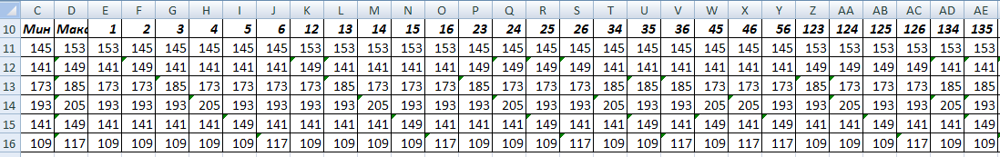 C D E F G H I J K L M N O P Q R S T U V W X Y Z AA AB AC AD AE
10 Мин Мак 1 2 3 4 5 6 12 13 14 15 16 23 24 25 26 34 35 36 45 46 56 123 124 125 126 134 135
11 145 153 153 145 145 145 145 145 153 153 153 153 153 145 145 145 145 145 145 145 145 145 145 153 153 153 153 153 153
12 141 149 141 149 141 141 141 141 149 141 141 141 141 149 149 149 149 141 141 141 141 141 141 149 149 149 149 141 141
13 173 185 173 173 185 173 173 173 173 185 173 173 173 185 173 173 173 185 185 185 173 173 173 185 173 173 173 185 185
14 193 205 193 193 193 205 193 193 193 193 205 193 193 193 205 193 193 205 193 193 205 205 193 193 205 193 193 205 193
15 141 149 141 141 141 141 149 141 141 141 141 149 141 141 141 149 141 141 149 141 149 141 149 141 141 149 141 141 149
16 109 117 109 109 109 109 109 117 109 109 109 109 117 109 109 109 117 109 109 117 109 117 117 109 109 109 117 109 109